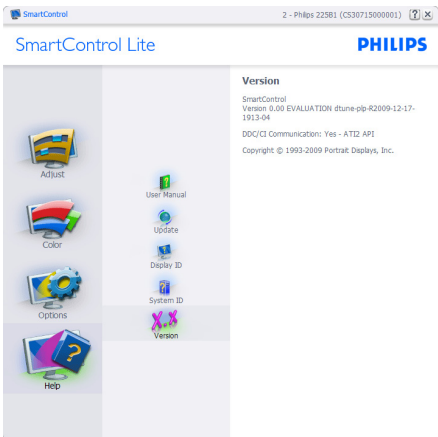 SmartControl
2 - Philips 225B1 (CS30715000001)
? X
SmartControl Lite
PHILIPS
Version
SmartControl
Version 0.00 EVALUATION dtune-plp-R2009-12-17-
1913-04
DDC/CI Communication: Yes - ATI2 API
Copyright © 1993-2009 Portrait Displays, Inc.
Adjust
Color
Options
?
Help
?
User Manual
Update
Display ID
?
System ID
X.X
Version